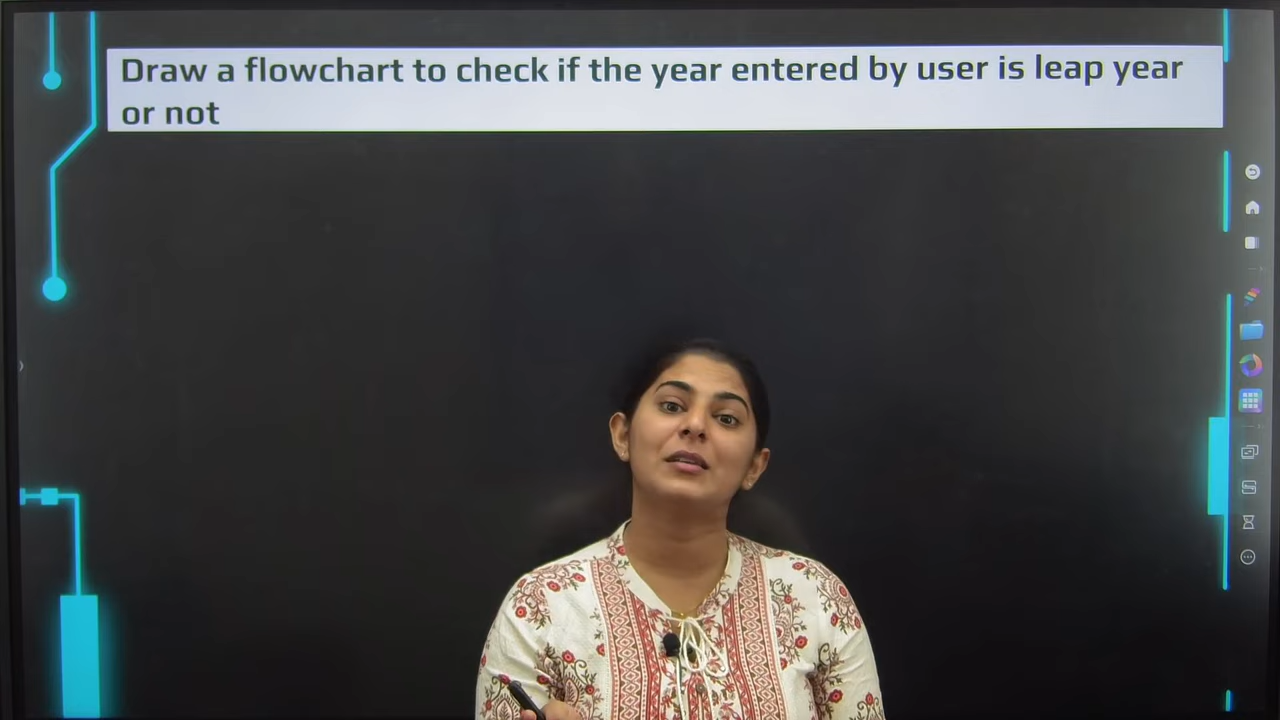 Draw a flowchart to check if the year entered by user is leap year
or not